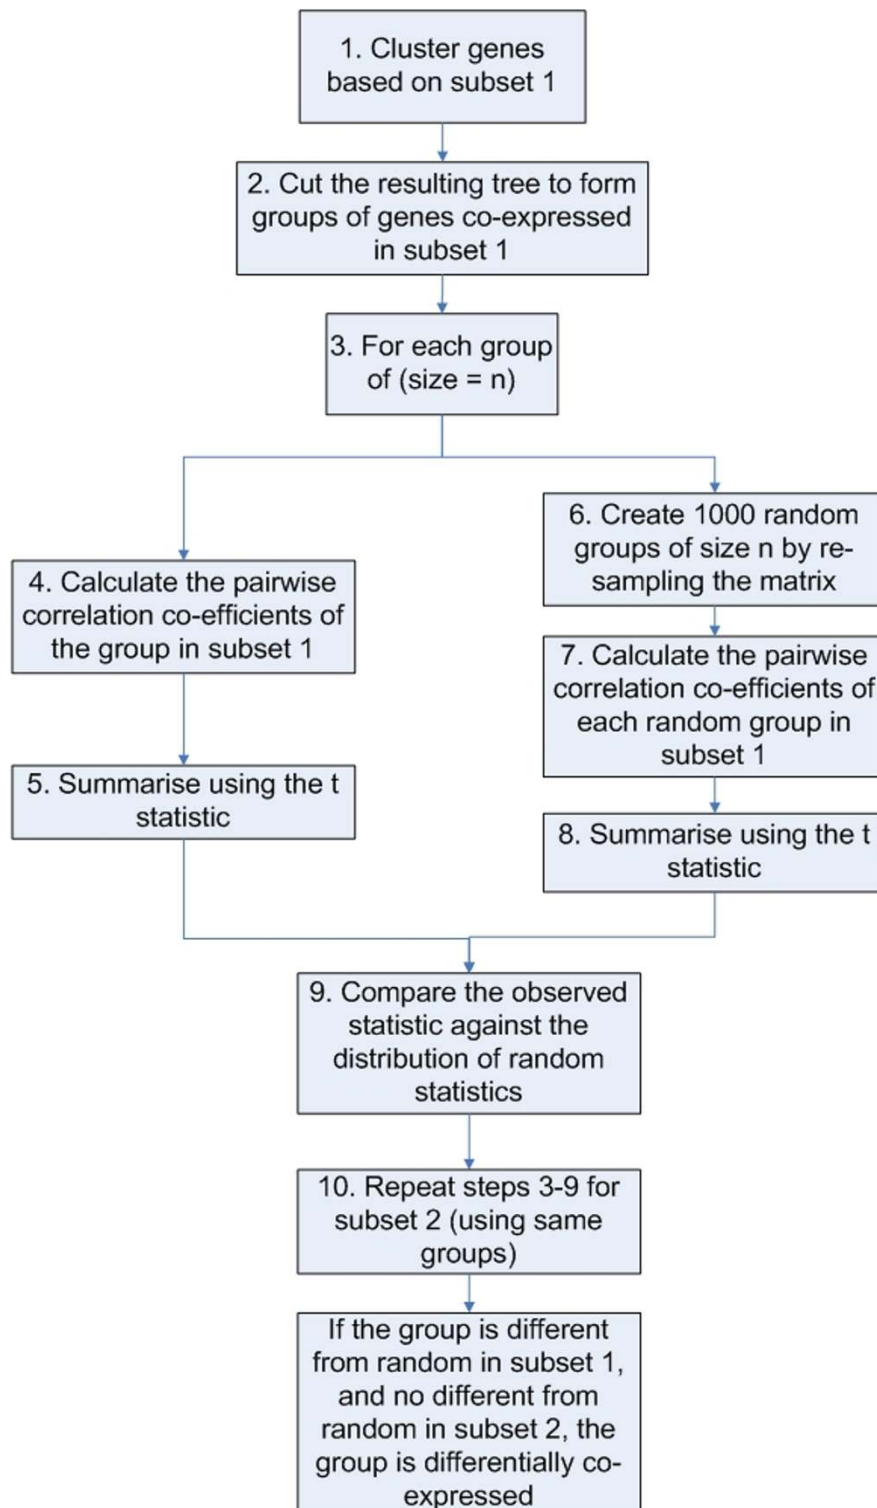 1. Cluster genes
based on subset 1
2. Cut the resulting tree to form
groups of genes co-expressed
in subset 1
3. For each group
of (size = n)
4. Calculate the pairwise
correlation co-efficients of
the group in subset 1
5. Summarise using the t
statistic
6. Create 1000 random
groups of size n by re-
sampling the matrix
7. Calculate the pairwise
correlation co-efficients of
each random group in
subset 1
8. Summarise using the t
statistic
9. Compare the observed
statistic against the
distribution of random
statistics
10. Repeat steps 3-9 for
subset 2 (using same
groups)
If the group is different
from random in subset 1,
and no different from
random in subset 2, the
group is differentially co-
expressed